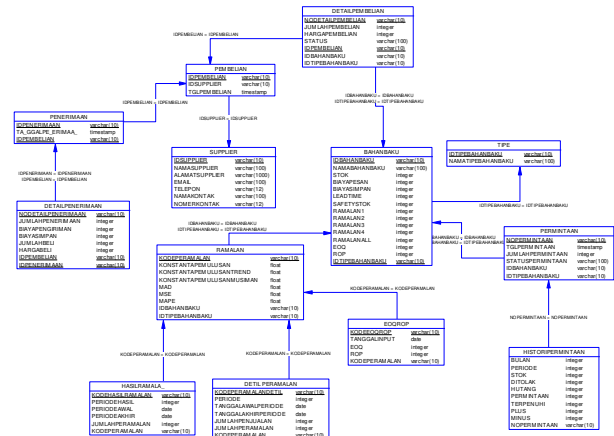 DETAILPEMBELIAN
NODETAILPEMBELIAN varchar(10)
JUMLAHPEMBELIAN integer
HARGAPEMBELIAN integer
STATUS varchar(100)
IDPEMBELIAN varchar(10)
IDBAHANBAKU varchar(10)
IDTIPEBAHANBAKU varchar(10)
IDPEMBELIAN = IDPEMBELIAN
PEMBELIAN
IDPEMBELIAN varchar(10)
IDSUPPLIER varchar(10)
TGLPEMBELIAN timestamp
IDBAHANBAKU = IDBAHANBAKU
IDTIPEBAHANBAKU = IDTIPEBAHANBAKU
IDPEMBELIAN = IDPEMBELIAN
PENERIMAAN
IDPENERIMAAN varchar(10)
TA_GGALPE_ERIMAA_ timestamp
IDPEMBELIAN varchar(10)
IDSUPPLIER = IDSUPPLIER
SUPPLIER
IDSUPPLIER varchar(10)
NAMASUPPLIER varchar(100)
ALAMATSUPPLIER varchar(1000)
EMAIL varchar(100)
TELEPON varchar(12)
NAMAKONTAK varchar(100)
NOMERKONTAK varchar(12)
BAHANBAKU
IDBAHANBAKU varchar(10)
NAMABAHANBAKU varchar(100)
STOK integer
BIAYAPESAN integer
BIAYASIMPAN integer
LEADTIME integer
SAFETYSTOK integer
RAMALAN1 integer
RAMALAN2 integer
RAMALAN3 integer
RAMALAN4 integer
RAMALANALL integer
EOQ integer
ROP integer
IDTIPEBAHANBAKU varchar(10)
TIPE
IDTIPEBAHANBAKU varchar(10)
NAMATIPEBAHANBAKU varchar(100)
IDTIPEBAHANBAKU = IDTIPEBAHANBAKU
IDPENERIMAAN = IDPENERIMAAN
IDPEMBELIAN = IDPEMBELIAN
DETAILPENERIMAAN
NODETAILPENERIMAAN varchar(10)
JUMLAHPENERIMAAN integer
BIAYAPENGIRIMAN integer
BIAYASIMPAN integer
JUMLAHBELI integer
HARGABELI integer
IDPEMBELIAN varchar(10)
IDPENERIMAAN varchar(10)
IDBAHANBAKU = IDBAHANBAKU
IDTIPEBAHANBAKU = IDTIPEBAHANBAKU
IDBAHANBAKU = IDBAHANBAKU
IDTIPEBAHANBAKU = IDTIPEBAHANBAKU
PERMINTAAN
NOPERMINTAAN varchar(10)
TGLPERMINTAAN timestamp
JUMLAHPERMINTAAN integer
STATUSPERMINTAAN varchar(100)
IDBAHANBAKU varchar(10)
IDTIPEBAHANBAKU varchar(10)
RAMALAN
KODEPERAMALAN varchar(10)
KONSTANTAPEMULUSAN float
KONSTANTAPEMULUSANTREND float
KONSTANTAPEMULUSANMUSIMAN float
MAD float
MSE float
MAPE float
IDBAHANBAKU varchar(10)
IDTIPEBAHANBAKU varchar(10)
KODEPERAMALAN = KODEPERAMALAN
EOQROP
KODEEOQROP varchar(10)
TANGGALINPUT date
EOQ integer
ROP integer
KODEPERAMALAN varchar(10)
NOPERMINTAAN = NOPERMINTAAN
HISTORIPERMINTAAN
BULAN integer
PERIODE integer
STOK integer
DITOLAK integer
HUTANG integer
PERMINTAAN integer
TERPENUHI integer
PLUS integer
MINUS integer
NOPERMINTAAN varchar(10)
KODEPERAMALAN = KODEPERAMALAN
KODEPERAMALAN = KODEPERAMALAN
HASILRAMALA_
KODEHASILRAMALAN varchar(10)
PERIODEHASIL integer
PERIODEAWAL date
PERIODEAKHIR date
JUMLAHPERAMALAN integer
KODEPERAMALAN varchar(10)
DETIL PERAMALAN
KODEPERAMALANDETIL varchar(10)
PERIODE integer
TANGGALAWALPERIODE date
TANGGALAKHIRPERIODE date
JUMLAHPENJUALAN integer
JUMLAHPERAMALAN integer
KODEPERAMALAN varchar(10)